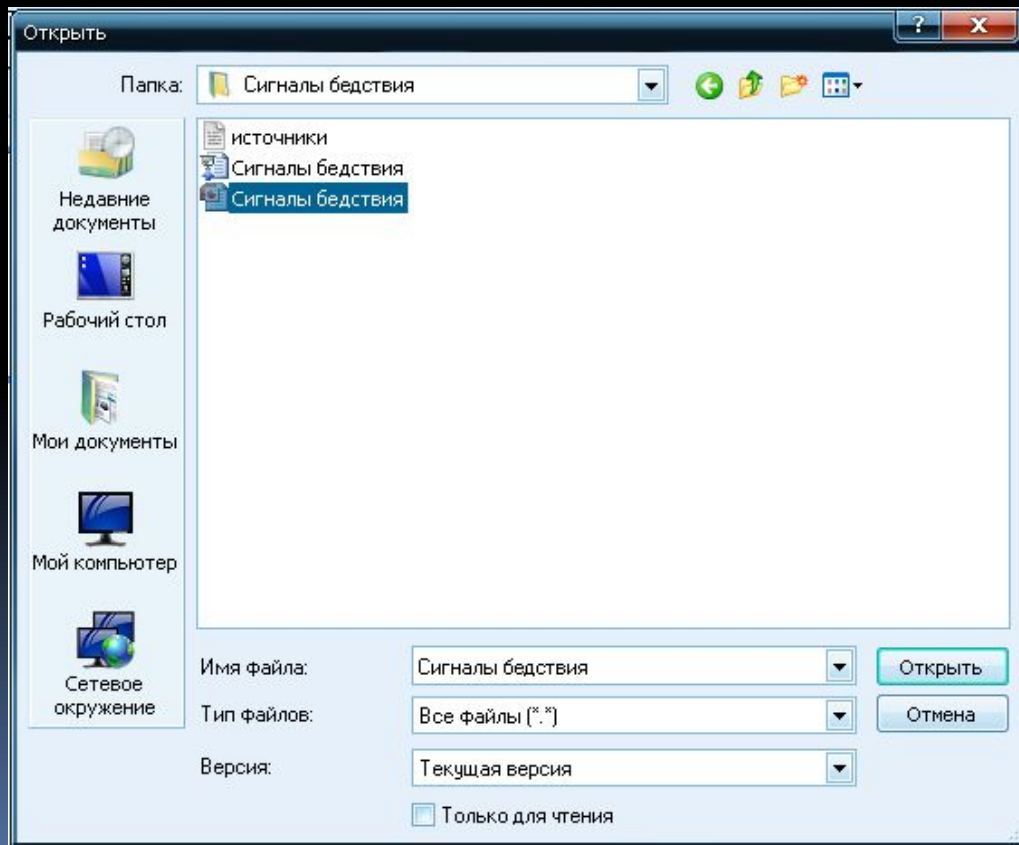 Открыть
Папка: Сигналы бедствия
источники
Сигналы бедствия
Сигналы бедствия
Недавние
документы
Рабочий стол
Мои документы
Мой компьютер
Сетевое
окружение
Имя файла: Сигналы бедствия Открыть
Тип файлов: Все файлы (*.*) Отмена
Версия: Текущая версия
Только для чтения